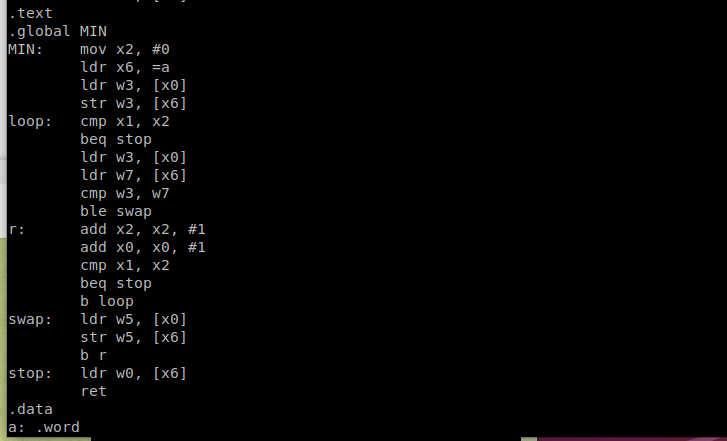 .text
.global MIN
MIN:    mov x2, #0
        ldr x6, =a
        ldr w3, [x0]
        str w3, [x6]
loop:   cmp x1, x2
        beq stop
        ldr w3, [x0]
        ldr w7, [x6]
        cmp w3, w7
        ble swap
r:      add x2, x2, #1
        add x0, x0, #1
        cmp x1, x2
        beq stop
        b loop
swap:   ldr w5, [x0]
        str w5, [x6]
        b r
stop:   ldr w0, [x6]
        ret
.data
a: .word